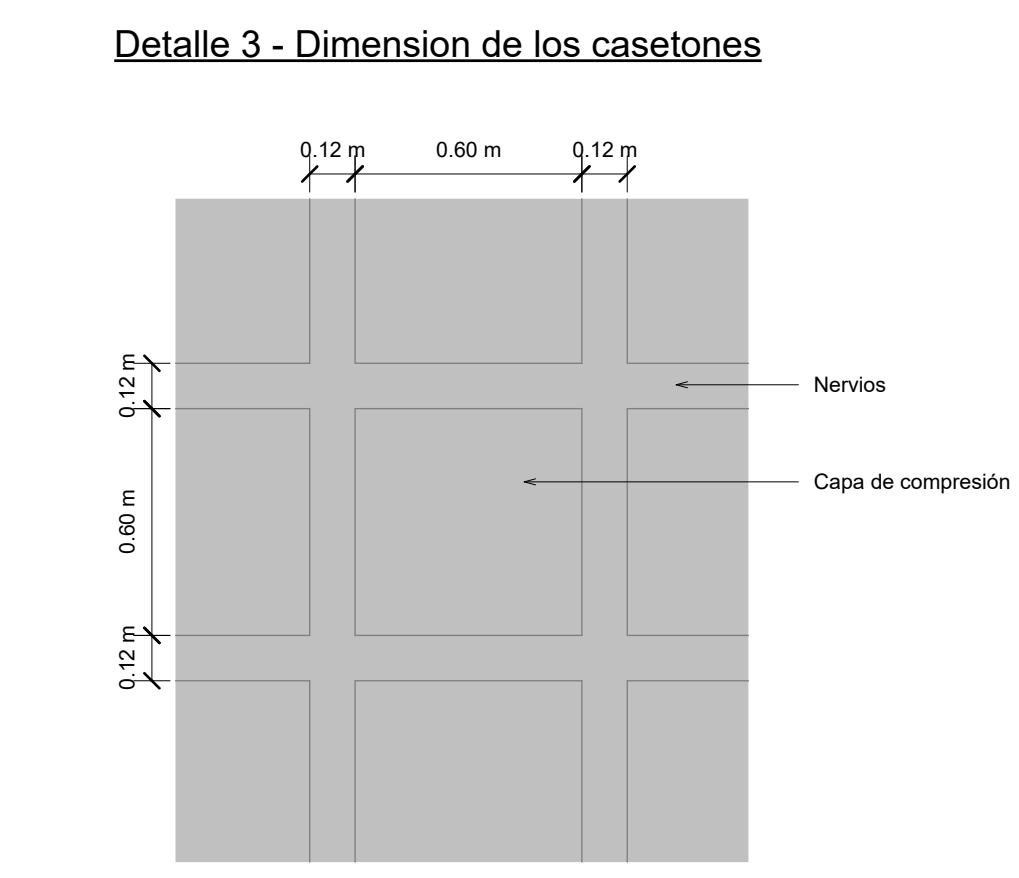 Detalle 3 - Dimension de los casetones
0.12 m 0.60 m 0.12 m
0.12 m
Nervios
Capa de compresión
0.60 m
0.12 m